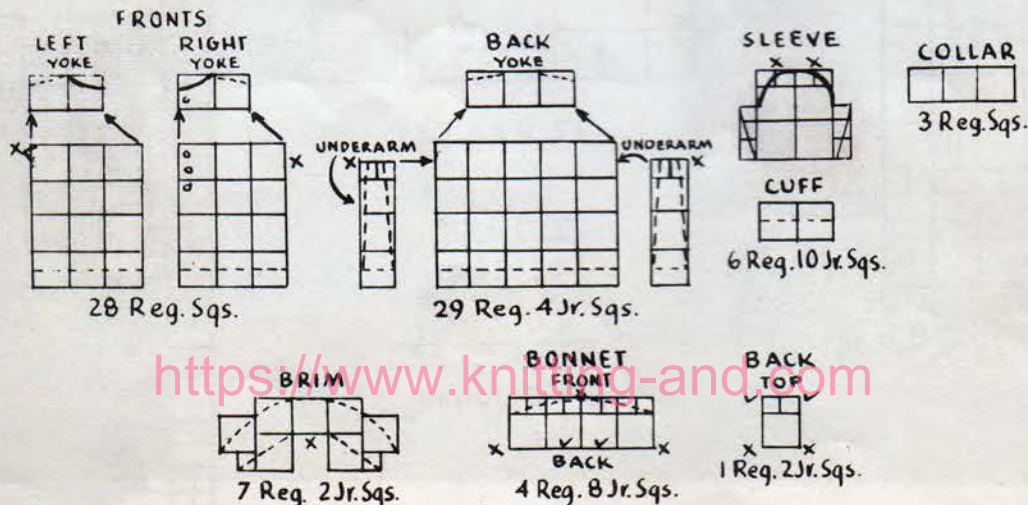 FRONTS
LEFT
YOKE
RIGHT
YOKE
BACK
YOKE
SLEEVE
x x
COLLAR
3 Reg. Sqs.
x
x
UNDERARM
x
UNDERARM
x
CUFF
6 Reg. 10 Jr. Sqs.
28 Reg. Sqs.
29 Reg. 4 Jr. Sqs.
https://www.knitting-and.com
BRIM
x
7 Reg. 2 Jr. Sqs.
BONNET
FRONT
x
x x
BACK
4 Reg. 8 Jr. Sqs.
BACK
TOP
x x
1 Reg. 2 Jr. Sqs.